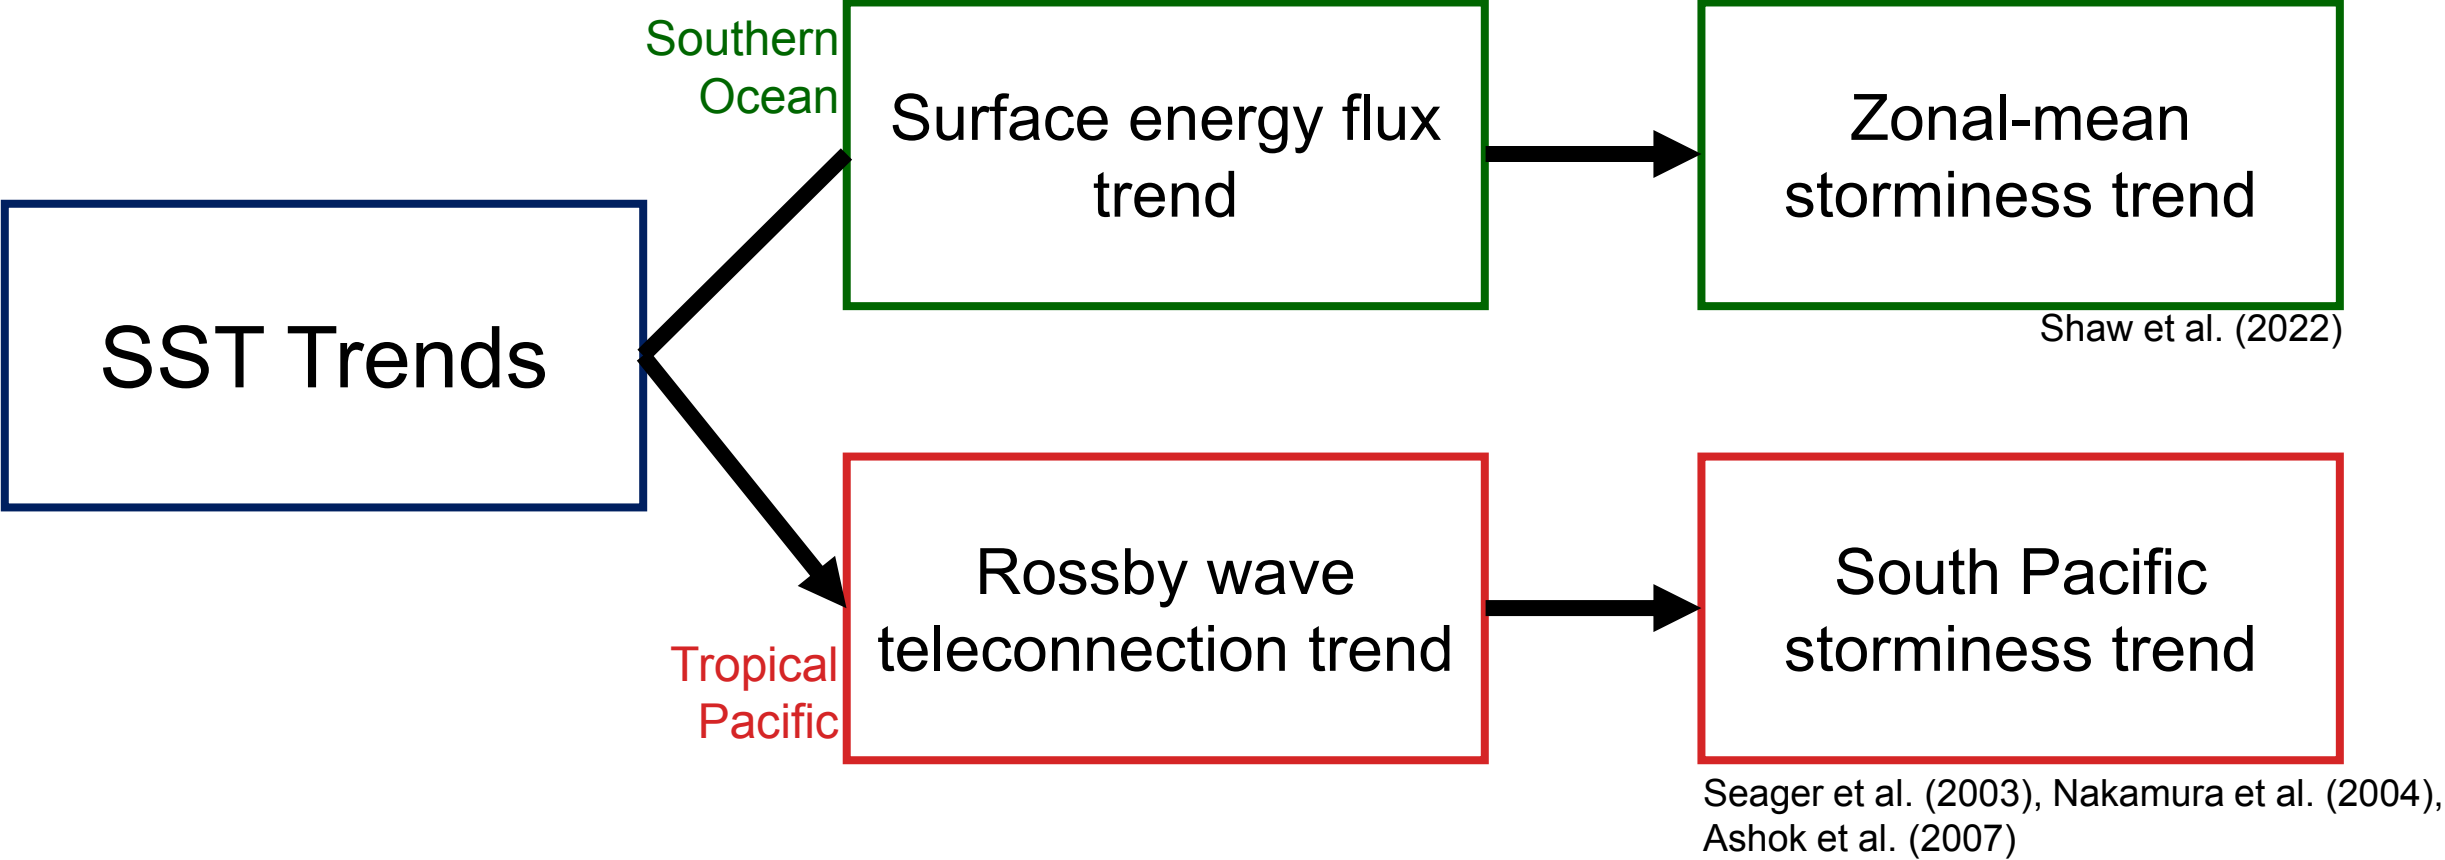 Southern
Ocean
Surface energy flux
trend
Zonal-mean
storminess trend
Shaw et al. (2022)
SST Trends
Tropical
Pacific
Rossby wave
teleconnection trend
South Pacific
storminess trend
Seager et al. (2003), Nakamura et al. (2004),
Ashok et al. (2007)